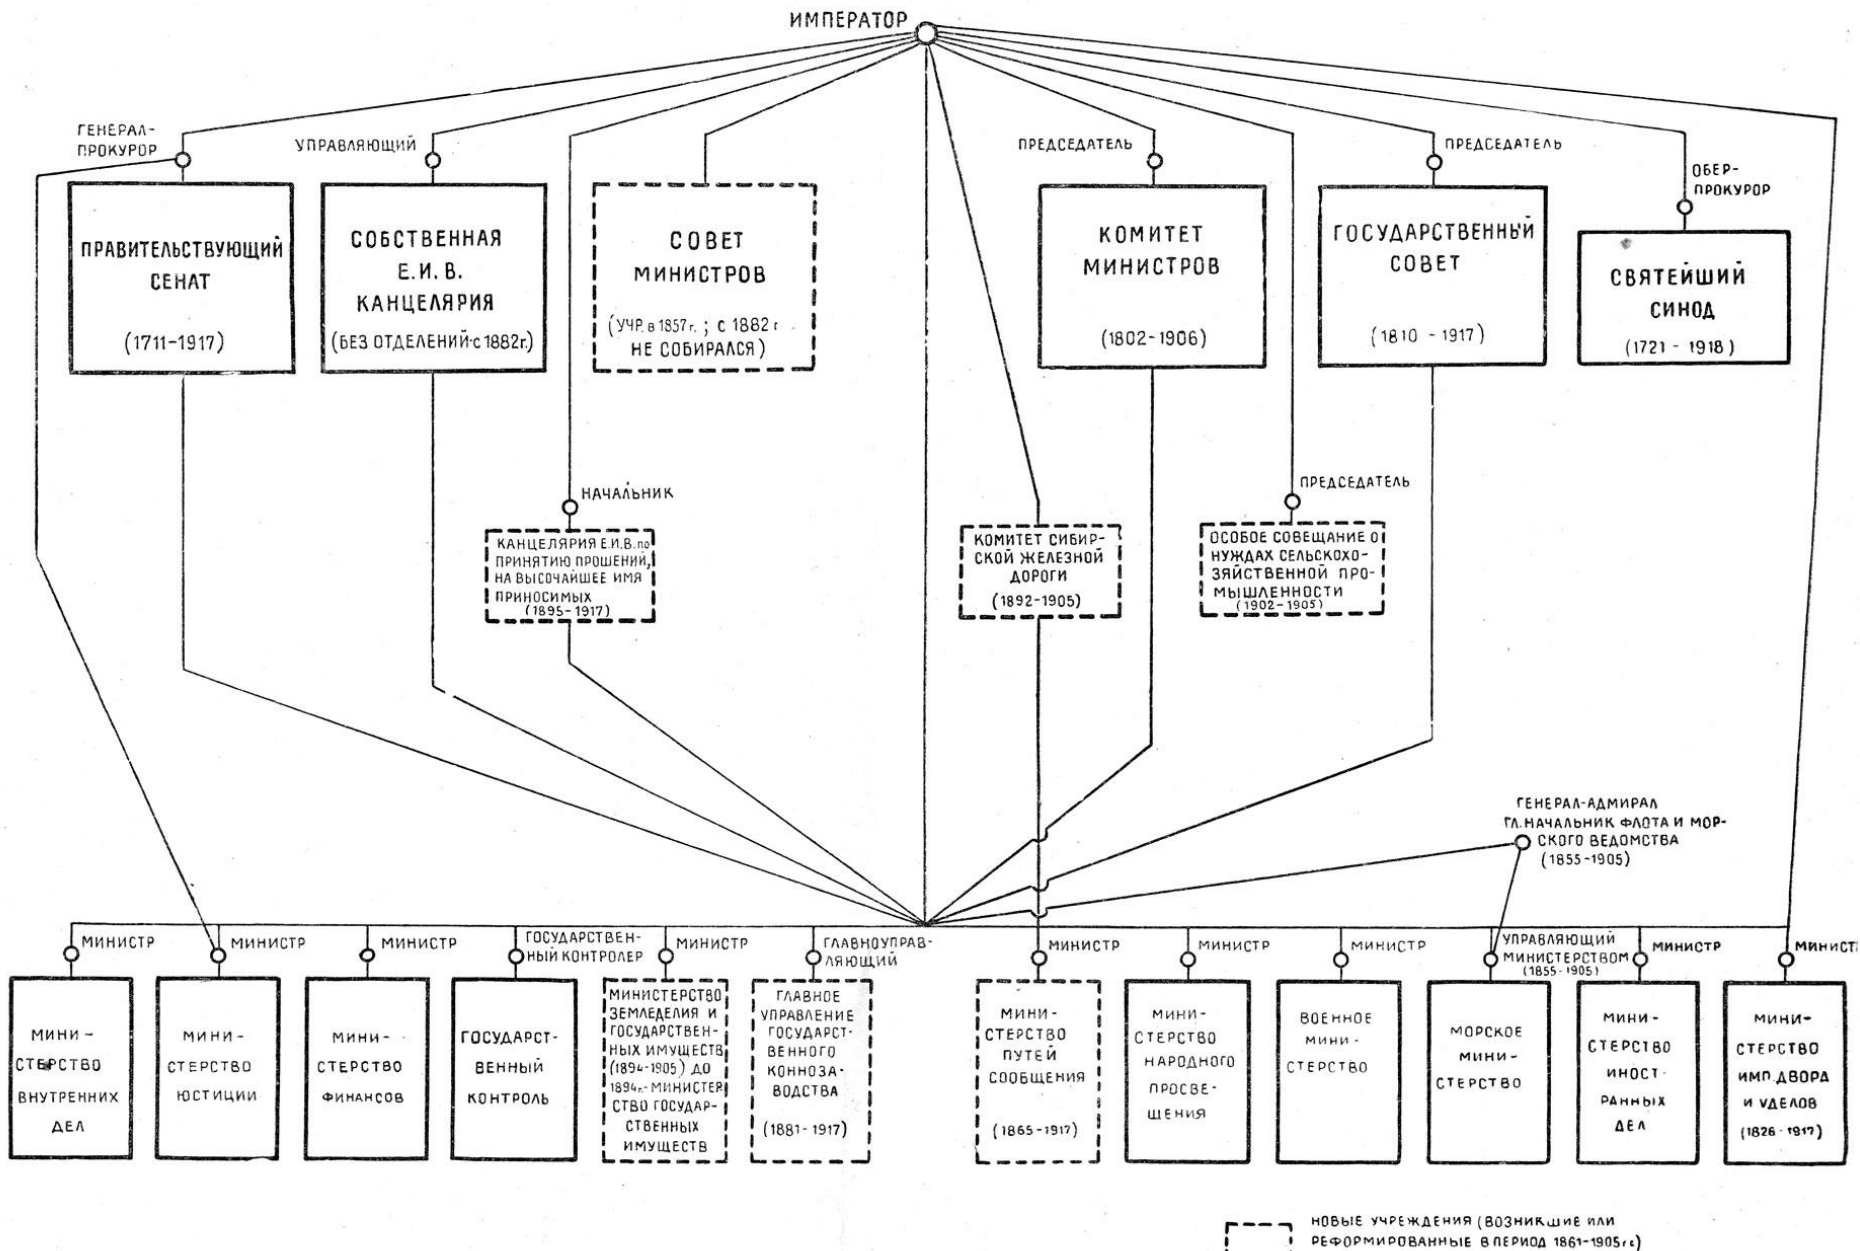 ИМПЕРАТОР
ГЕНЕРАЛ-
ПРОКУРОР
УПРАВЛЯЮЩИЙ
ПРЕДСЕДАТЕЛЬ
ПРЕДСЕДАТЕЛЬ
ОБЕР-
ПРОКУРОР
ПРАВИТЕЛЬСТВУЮЩИЙ
СЕНАТ
(1711-1917)
СОБСТВЕННАЯ
Е.И.В.
КАНЦЕЛЯРИЯ
(БЕЗ ОТДЕЛЕНИЙ-с 1882г.)
СОВЕТ
МИНИСТРОВ
(УЧР. в 1857г. ; с 1882г
НЕ СОБИРАЛСЯ)
КОМИТЕТ
МИНИСТРОВ
(1802-1906)
ГОСУДАРСТВЕННЫЙ
СОВЕТ
(1810 - 1917)
СВЯТЕЙШИЙ
СИНОД
(1721 - 1918)
НАЧАЛЬНИК
КАНЦЕЛЯРИЯ Е.И.В. по
ПРИНЯТИЮ ПРОШЕНИЙ,
НА ВЫСОЧАЙШЕЕ ИМЯ
ПРИНОСИМЫХ
(1895-1917)
КОМИТЕТ СИБИР-
СКОЙ ЖЕЛЕЗНОЙ
ДОРОГИ
(1892-1905)
ПРЕДСЕДАТЕЛЬ
ОСОБОЕ СОВЕЩАНИЕ О
НУЖДАХ СЕЛЬСКОХО-
ЗЯЙСТВЕННОЙ ПРО-
МЫШЛЕННОСТИ
(1902-1905)
ГЕНЕРАЛ-АДМИРАЛ
ГЛ.НАЧАЛЬНИК ФЛОТА И МОР-
СКОГО ВЕДОМСТВА
(1855-1905)
МИНИСТР
МИНИСТР
МИНИСТР
ГОСУДАРСТВЕН-
НЫЙ КОНТРОЛЕР
МИНИСТР
ГЛАВНОУПРАВ-
ЛЯЮЩИЙ
МИНИСТР
МИНИСТР
МИНИСТР
УПРАВЛЯЮЩИЙ
МИНИСТЕРСТВОМ
(1855-1905)
МИНИСТР
МИНИСТ
МИНИ-
СТЕРСТВО
ВНУТРЕННИХ
ДЕЛ
МИНИ-
СТЕРСТВО
ЮСТИЦИИ
МИНИ-
СТЕРСТВО
ФИНАНСОВ
ГОСУДАРСТ-
ВЕННЫЙ
КОНТРОЛЬ
МИНИСТЕРСТВО
ЗЕМЛЕДЕЛИЯ И
ГОСУДАРСТВЕН-
НЫХ ИМУЩЕСТВ
(1894-1905) ДО
1894г.-МИНИСТЕР
СТВО ГОСУДАР-
СТВЕННЫХ
ИМУЩЕСТВ
ГЛАВНОЕ
УПРАВЛЕНИЕ
ГОСУДАРСТ-
ВЕННОГО
КОННОЗА-
ВОДСТВА
(1881-1917)
МИНИ-
СТЕРСТВО
ПУТЕЙ
СООБЩЕНИЯ
(1865-1917)
МИНИ-
СТЕРСТВО
НАРОДНОГО
ПРОСВЕ-
ЩЕНИЯ
ВОЕННОЕ
МИНИ-
СТЕРСТВО
МОРСКОЕ
МИНИ-
СТЕРСТВО
МИНИ-
СТЕРСТВО
ИНОСТ-
РАННЫХ
ДЕЛ
МИНИ-
СТЕРСТВО
ИМП.ДВОРА
И УДЕЛОВ
(1826-1917)
НОВЫЕ УЧРЕЖДЕНИЯ (ВОЗНИКШИЕ ИЛИ
РЕФОРМИРОВАННЫЕ В ПЕРИОД 1861-1905гг)